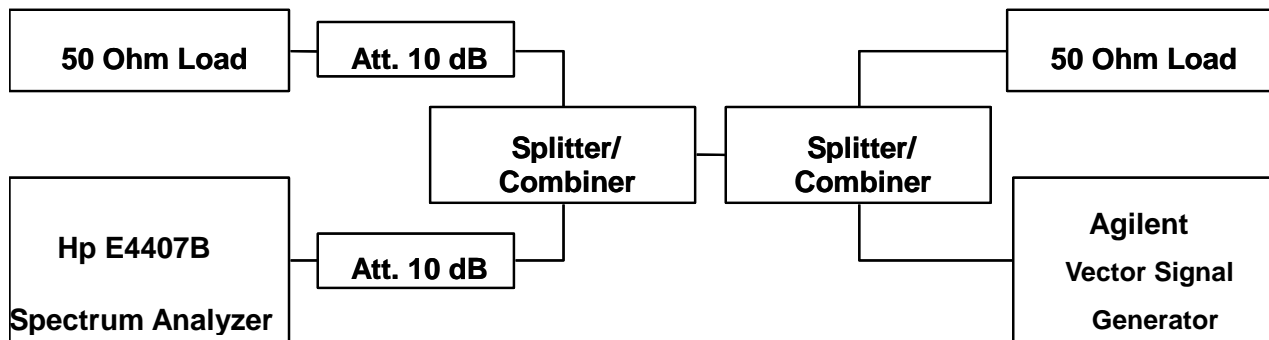 50 Ohm Load
Att. 10 dB
50 Ohm Load
Splitter/
Combiner
Splitter/
Combiner
Hp E4407B
Spectrum Analyzer
Att. 10 dB
Agilent
Vector Signal
Generator